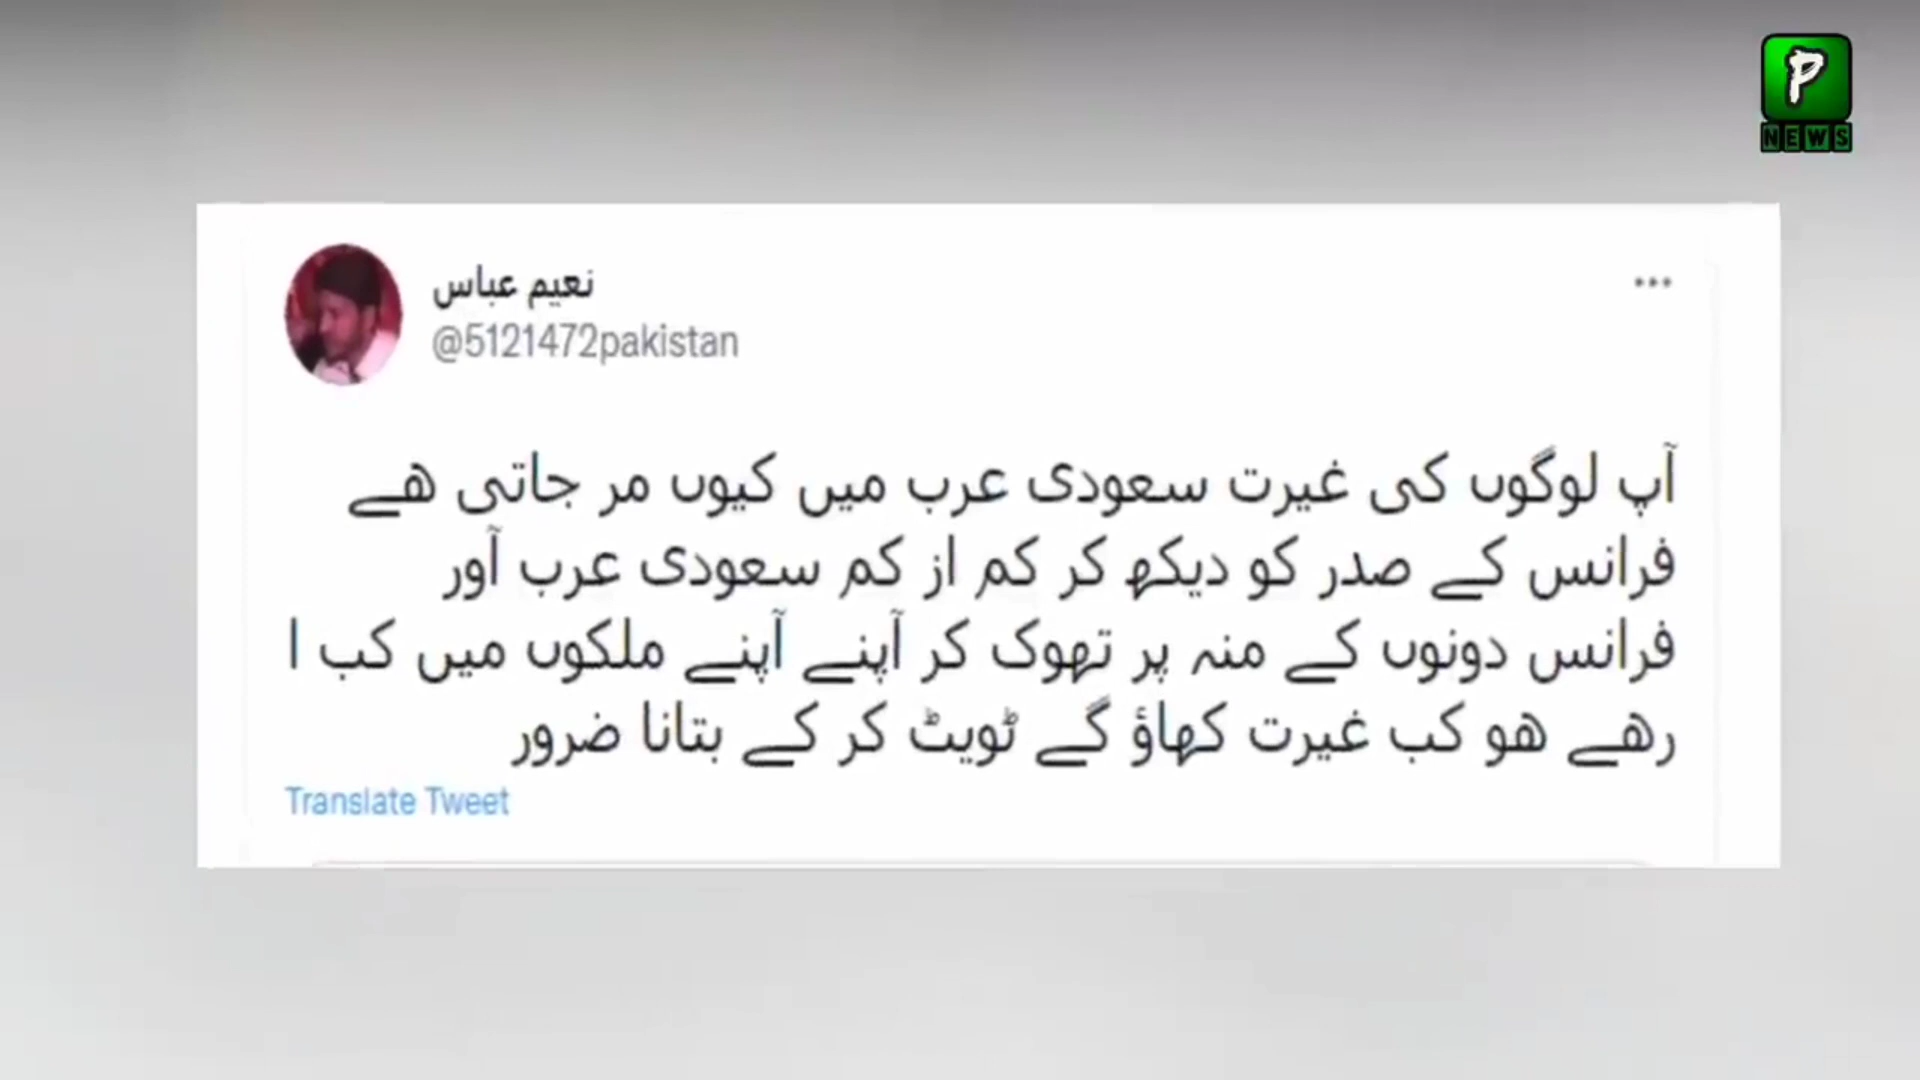 P
NEWS
نعیم عباس
@5121472pakistan
آپ لوگوں کی غیرت سعودی عرب میں کیوں مر جاتی ھے
فرانس کے صدر کو دیکھ کر کم از کم سعودی عرب آور
فرانس دونوں کے منہ پر تھوک کر آپنے آپنے ملکوں میں کب ا
رھے ھو کب غیرت کھاؤ گے ٹویٹ کر کے بتانا ضرور
Translate Tweet